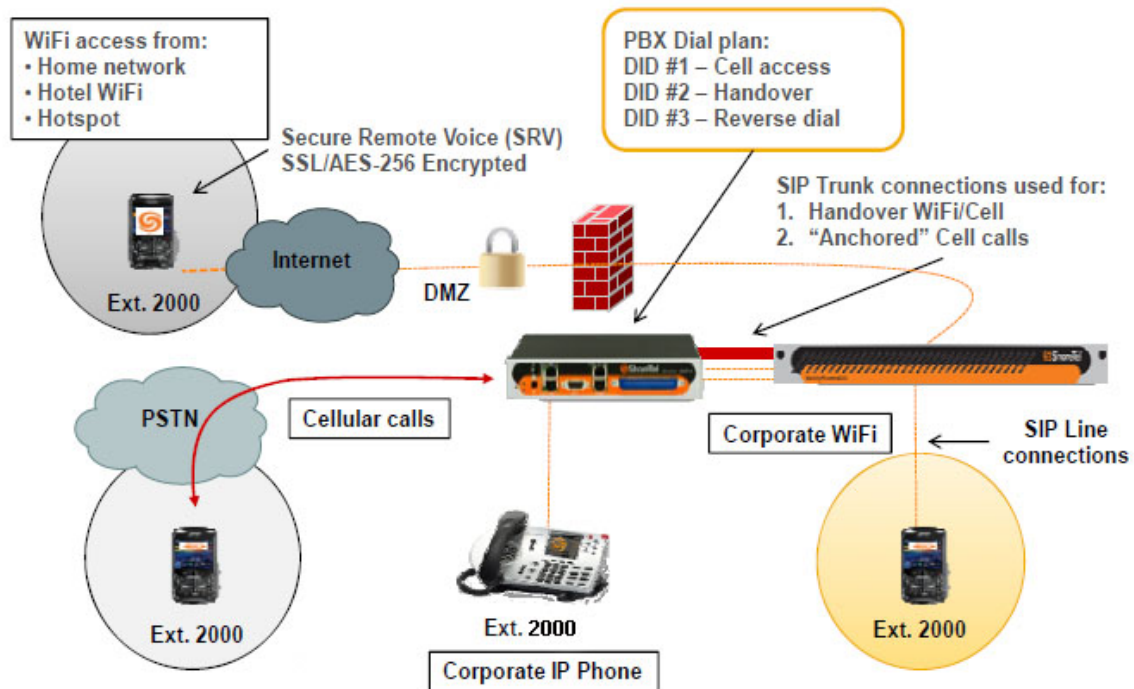 WiFi access from:
• Home network
• Hotel WiFi
• Hotspot
PBX Dial plan:
DID #1 – Cell access
DID #2 – Handover
DID #3 – Reverse dial
Secure Remote Voice (SRV)
SSL/AES-256 Encrypted
SIP Trunk connections used for:
1. Handover WiFi/Cell
2. “Anchored” Cell calls
Internet
DMZ
Ext. 2000
ShoreTel
ShoreTel
PSTN
Cellular calls
Corporate WiFi
SIP Line
connections
Ext. 2000
Ext. 2000
Ext. 2000
Corporate IP Phone